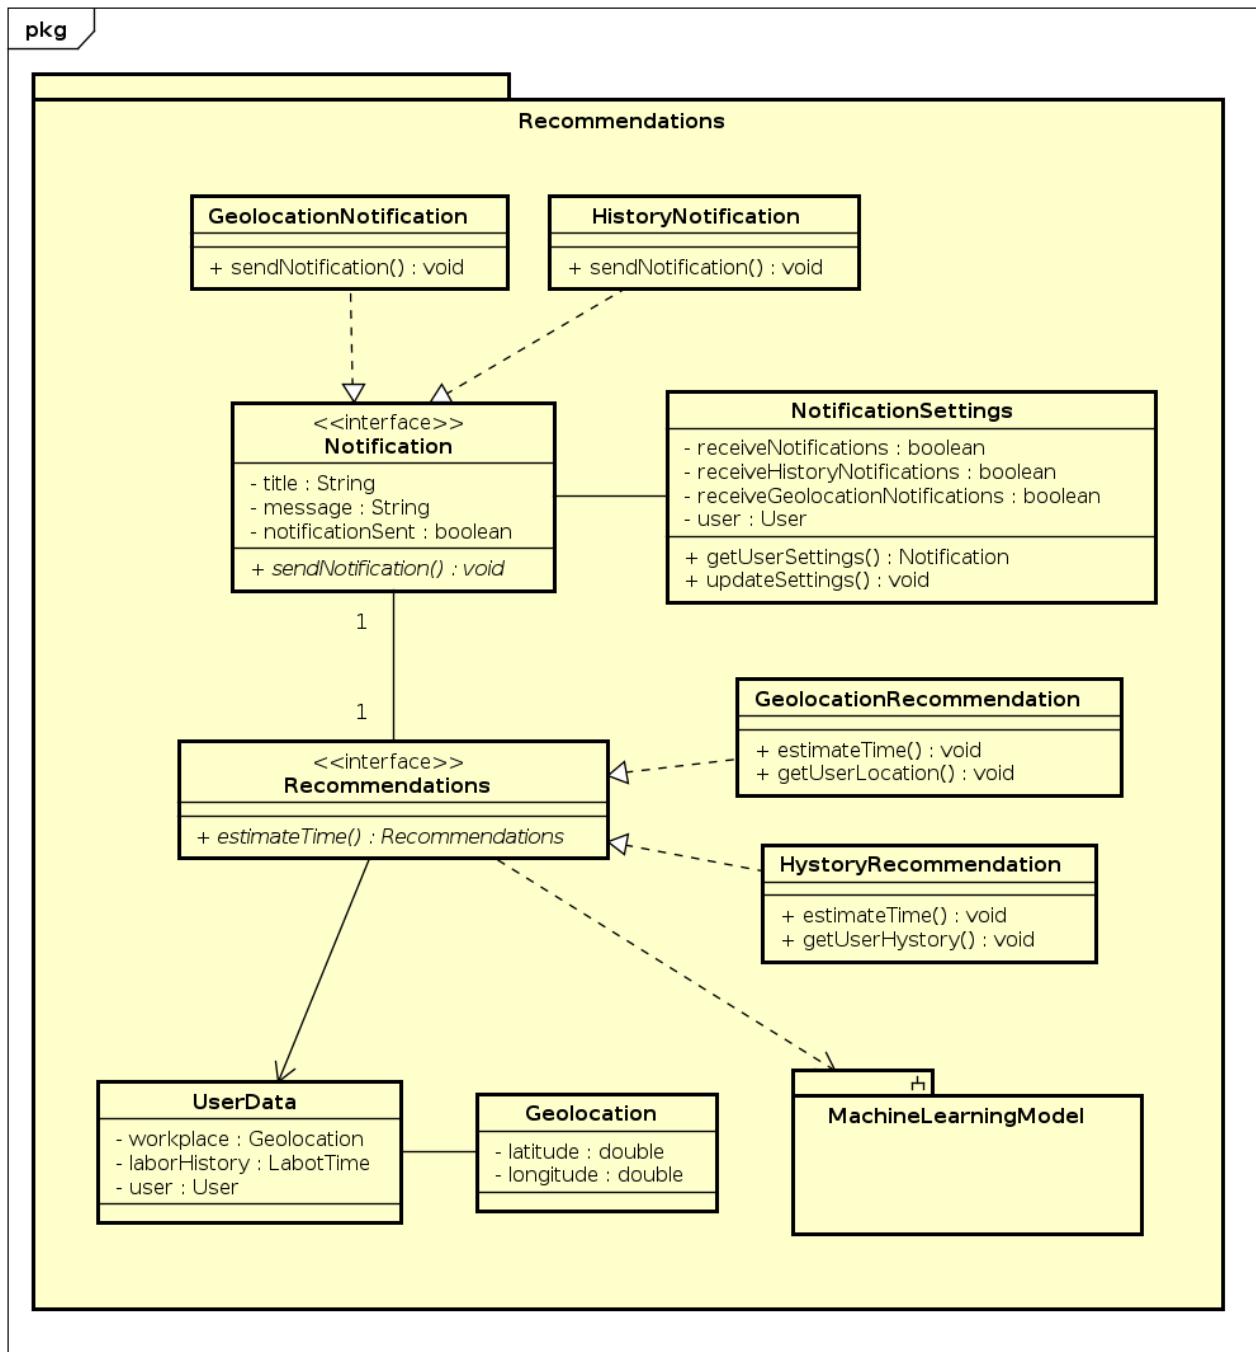 pkg
Recommendations
GeolocationNotification
+ sendNotification() : void
HistoryNotification
+ sendNotification() : void
<<interface>>
Notification
- title : String
- message : String
- notificationSent : boolean
+ sendNotification() : void
NotificationSettings
- receiveNotifications : boolean
- receiveHistoryNotifications : boolean
- receiveGeolocationNotifications : boolean
- user : User
+ getUserSettings() : Notification
+ updateSettings() : void
1
1
<<interface>>
Recommendations
+ estimateTime() : Recommendations
GeolocationRecommendation
+ estimateTime() : void
+ getUserLocation() : void
HystoryRecommendation
+ estimateTime() : void
+ getUserHystory() : void
UserData
- workplace : Geolocation
- laborHistory : LabotTime
- user : User
Geolocation
- latitude : double
- longitude : double
MachineLearningModel